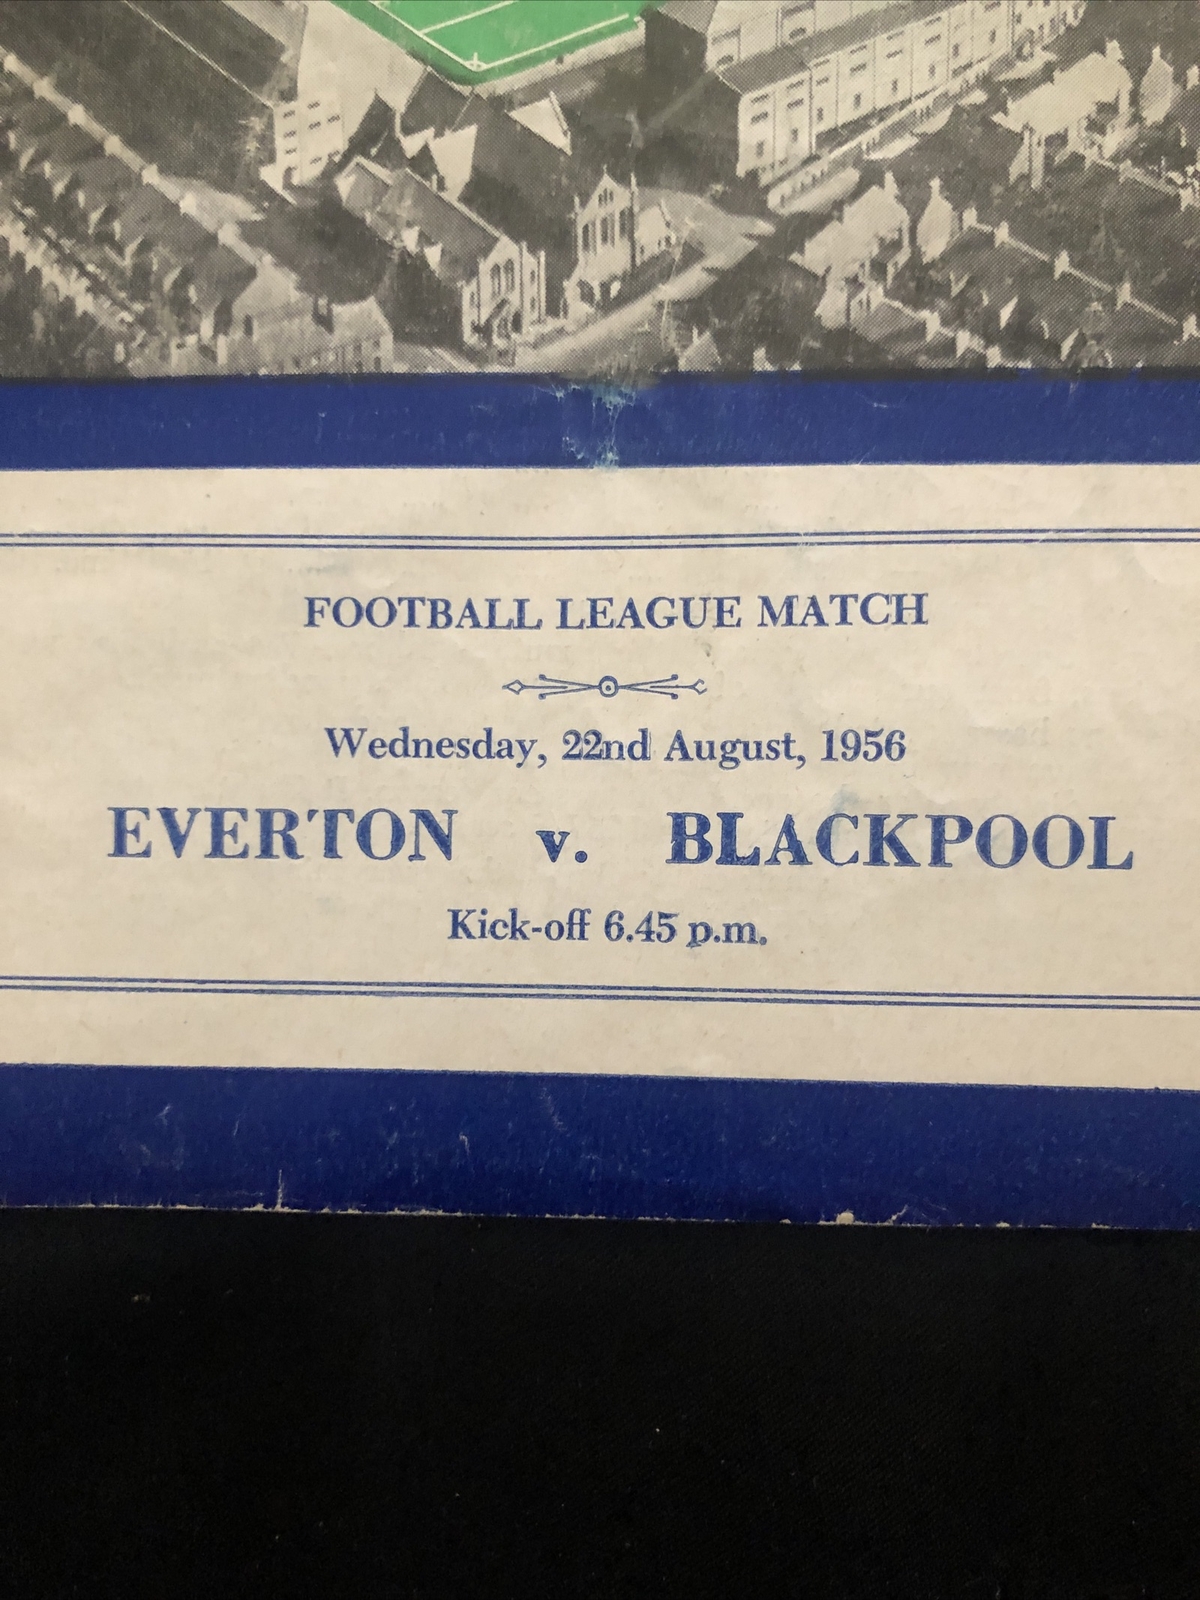 FOOTBALL LEAGUE MATCH
Wednesday, 22nd August, 1956
EVERTON v. BLACKPOOL
Kick-off 6.45 p.m.